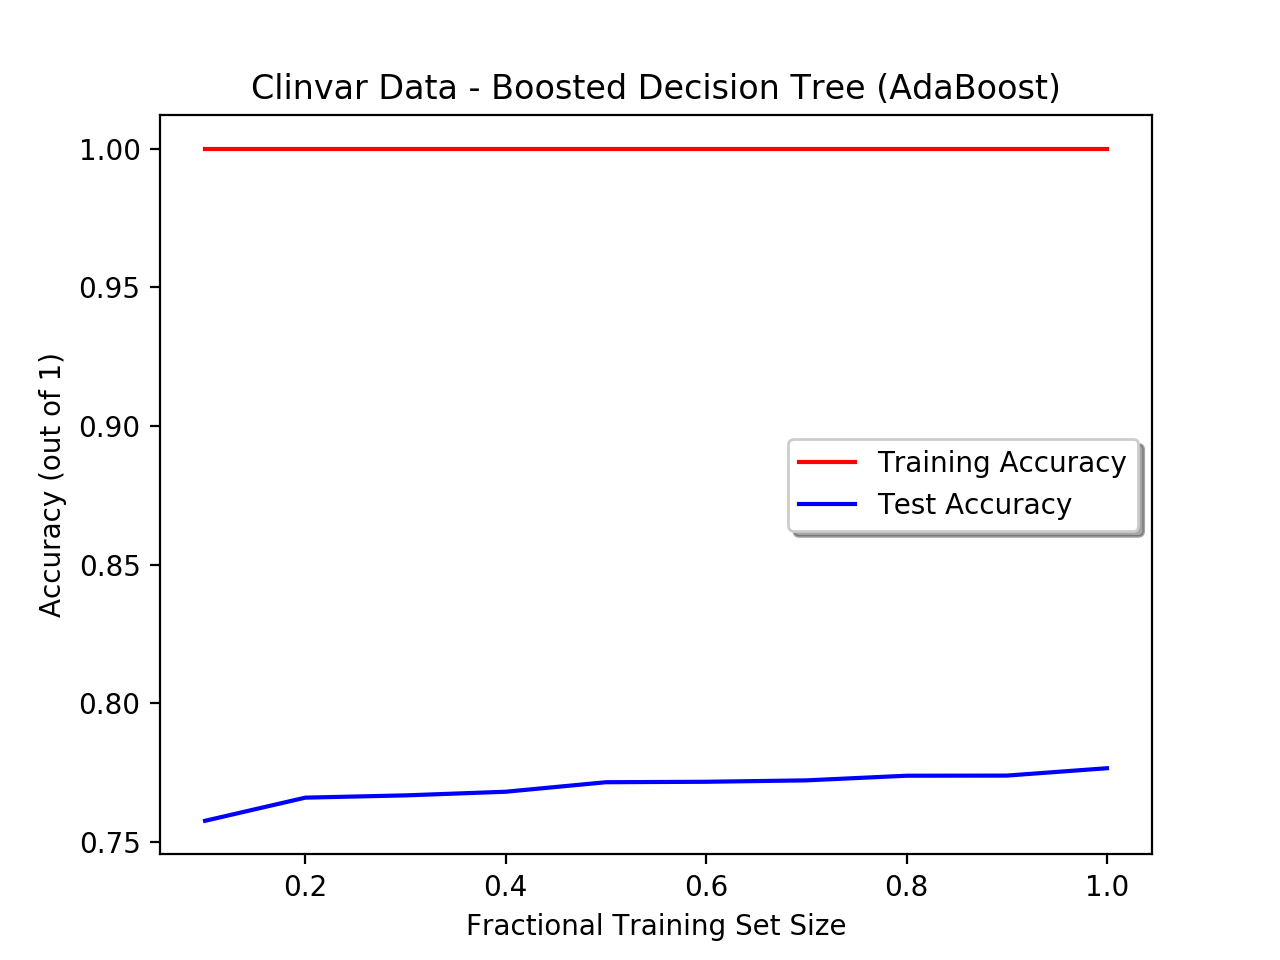 Clinvar Data - Boosted Decision Tree (AdaBoost)
1.00
0.95
0.90
0.85
0.80
0.75
Accuracy (out of 1)
Training Accuracy
Test Accuracy
0.2 0.4 0.6 0.8 1.0
Fractional Training Set Size